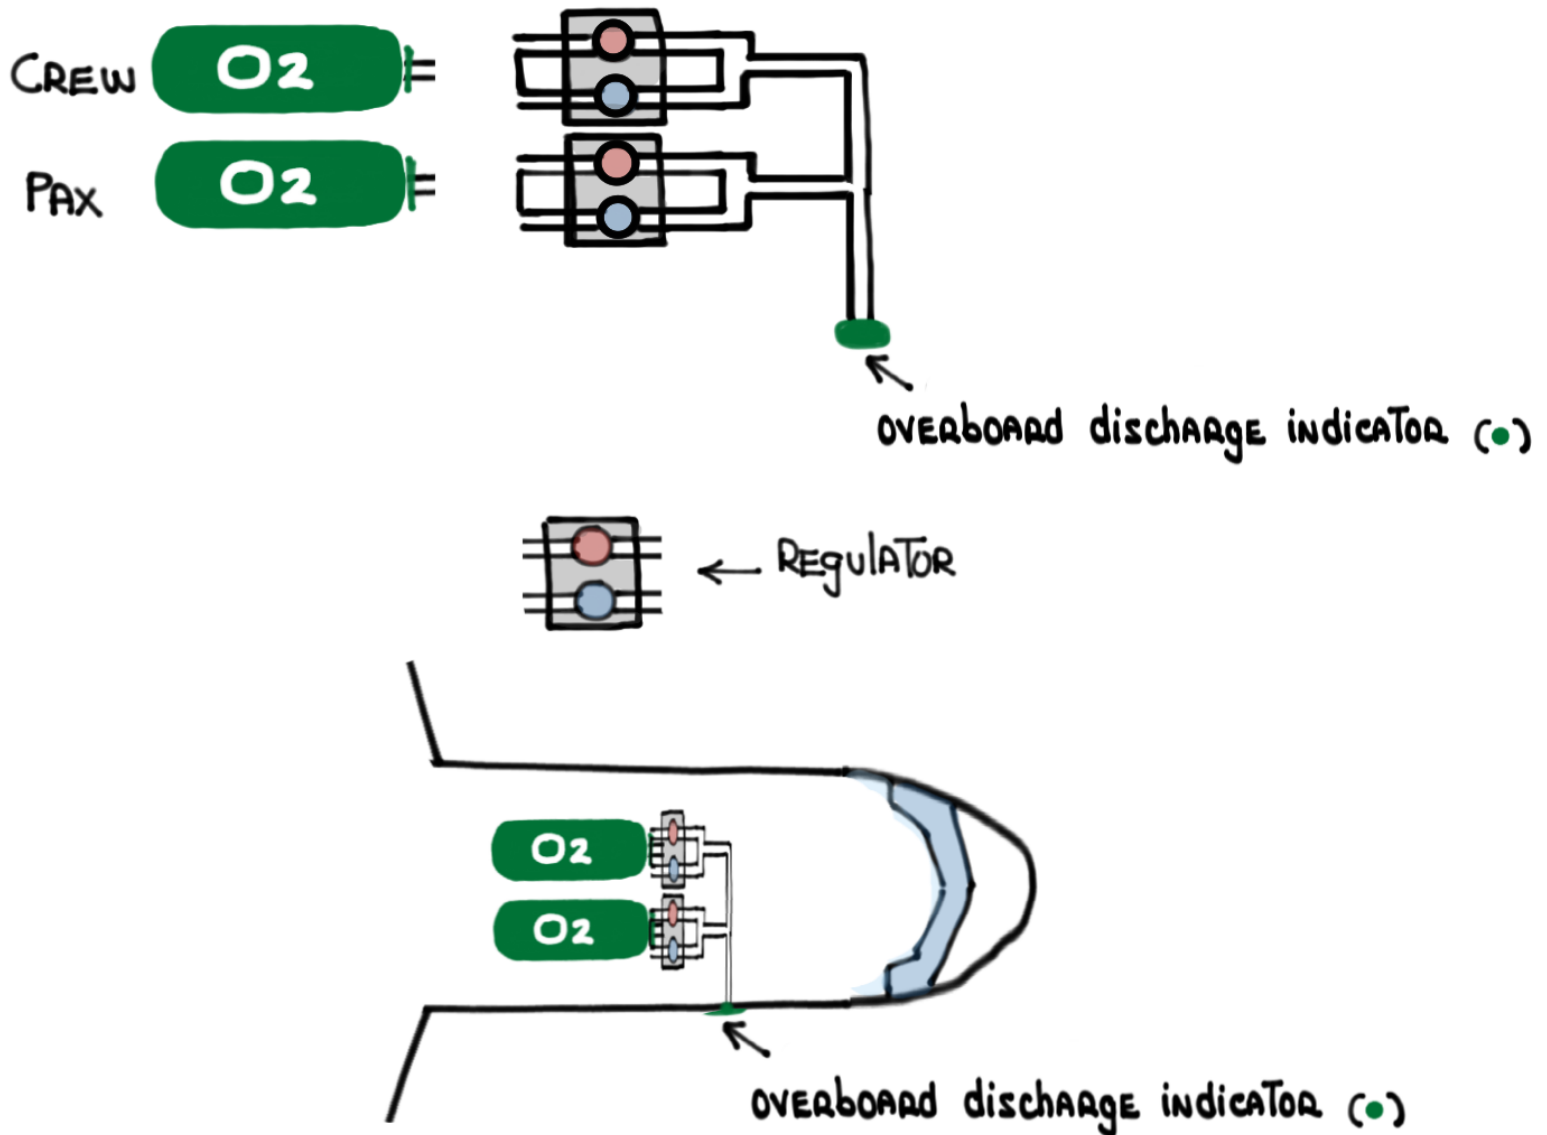 CREW O2
PAX O2
OVERBOARD discHARge indicATOR (•)
REgulATOR
O2
O2
OVERBOARD discHARge indicATOR (•)